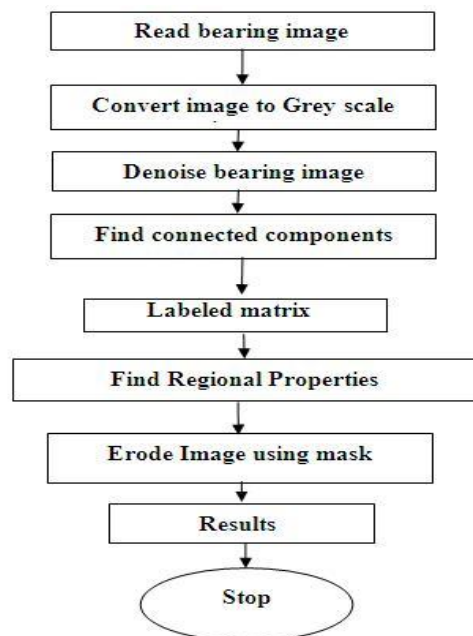 Read bearing image
Convert image to Grey scale
Denoise bearing image
Find connected components
Labeled matrix
Find Regional Properties
Erode Image using mask
Results
Stop